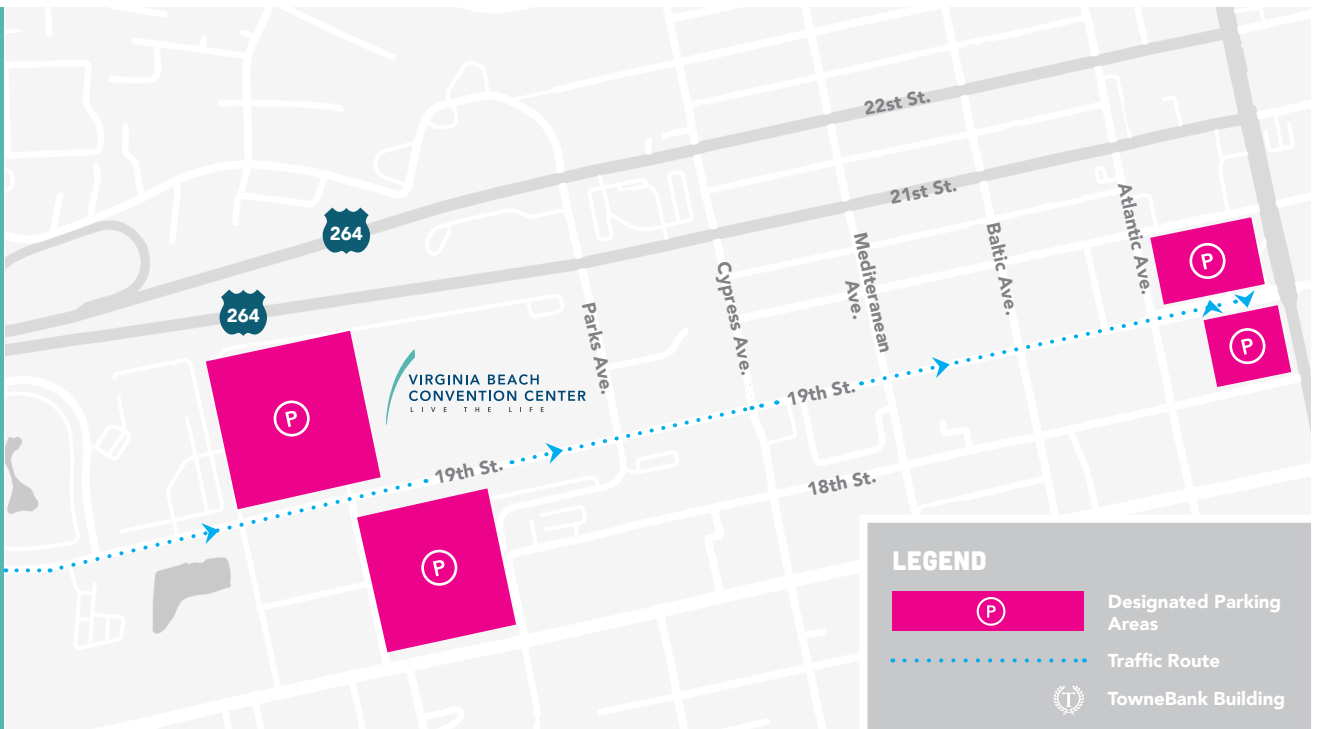 22st St.
21st St.
264
264
Atlantic Ave.
Baltic Ave.
Mediteranean
Ave.
Cypress Ave.
Parks Ave.
P
P
P
VIRGINIA BEACH
CONVENTION CENTER
LIVE THE LIFE
19th St.
19th St.
18th St.
P
LEGEND
P
Designated Parking
Areas
Traffic Route
T
TowneBank Building